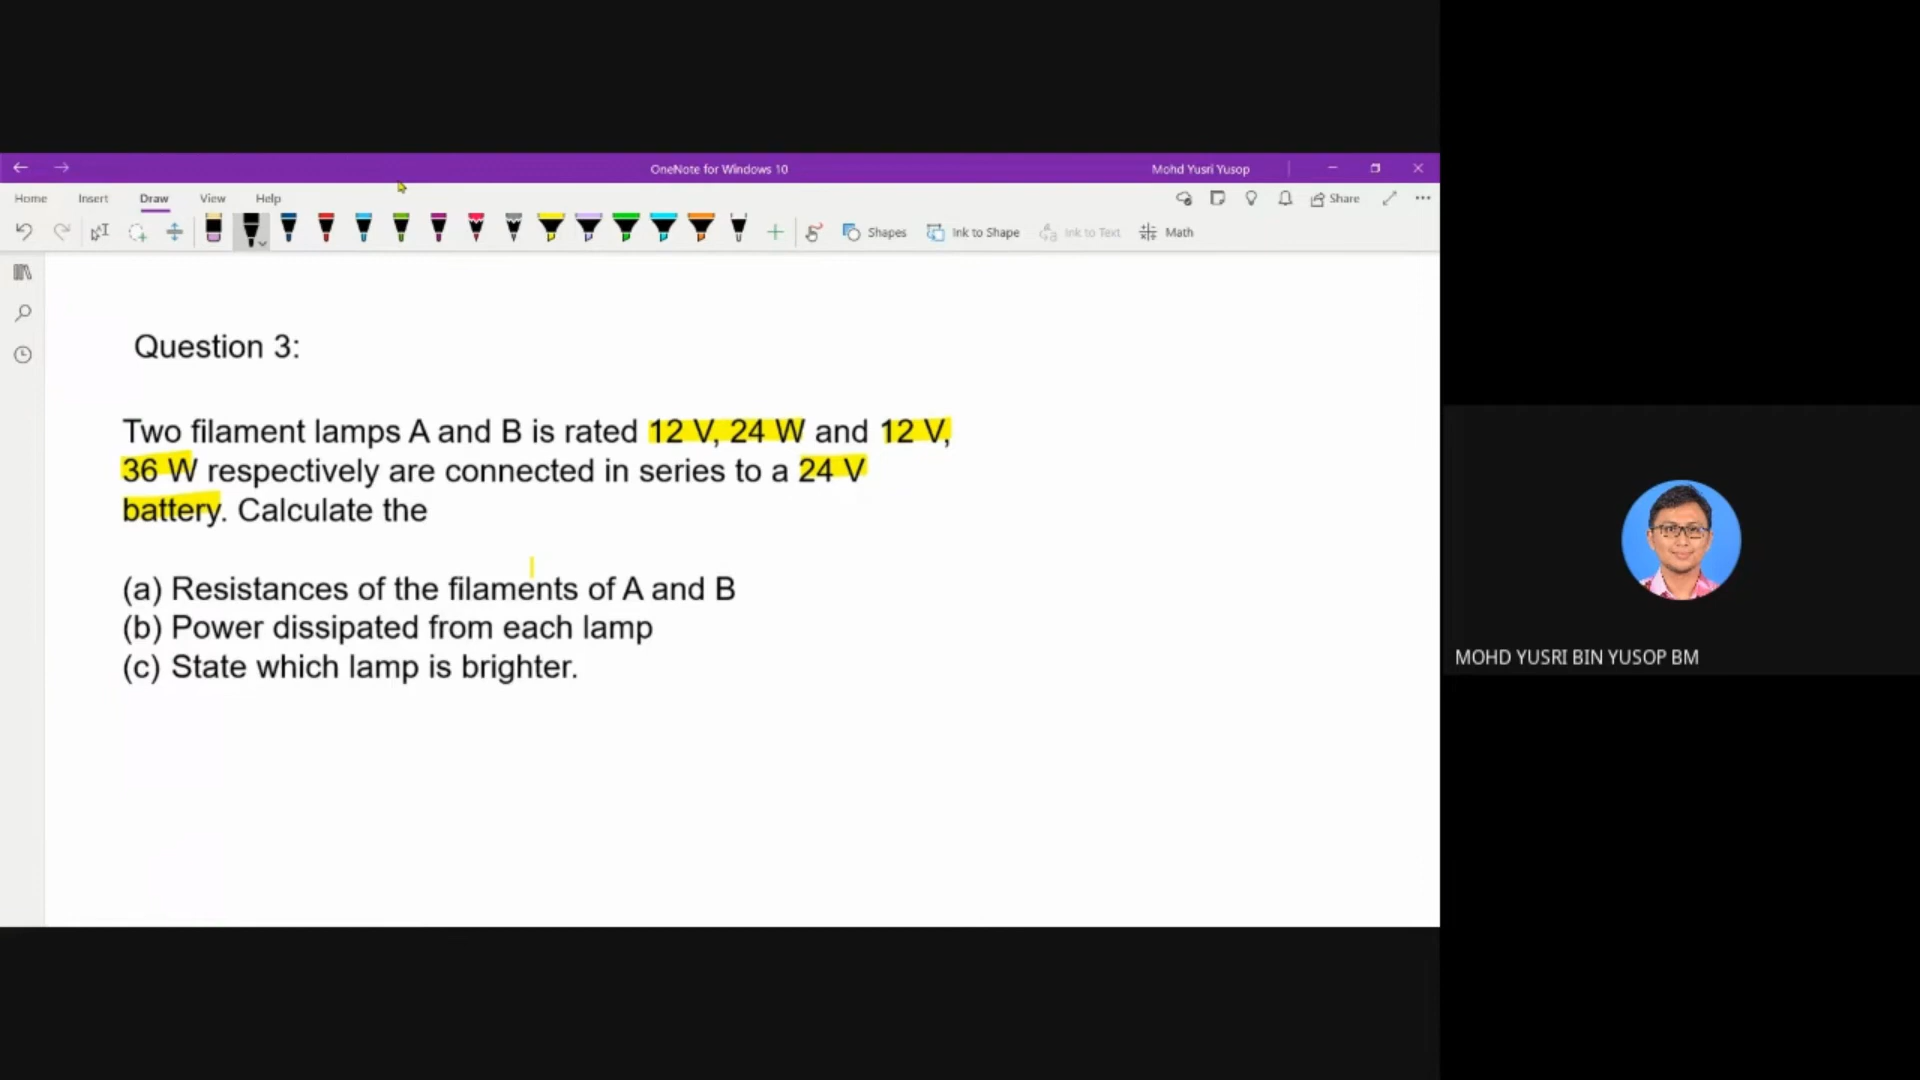 OneNote for Windows 10
Mohd Yusri Yusop
Home Insert Draw View Help
Share
Shapes Ink to Shape Ink to Text Math
Question 3:
Two filament lamps A and B is rated 12 V, 24 W and 12 V,
36 W respectively are connected in series to a 24 V
battery. Calculate the
(a) Resistances of the filaments of A and B
(b) Power dissipated from each lamp
(c) State which lamp is brighter.
MOHD YUSRI BIN YUSOP BM